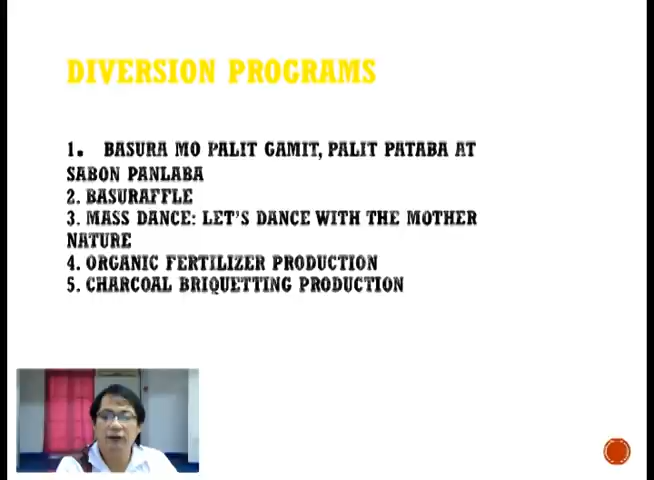 DIVERSION PROGRAMS
1. BASURA MO PALIT GAMIT, PALIT PATABA AT
SABON PANLABA
2. BASURAFFLE
3. MASS DANCE: LET'S DANCE WITH THE MOTHER
NATURE
4. ORGANIC FERTILIZER PRODUCTION
5. CHARCOAL BRIQUETTING PRODUCTION